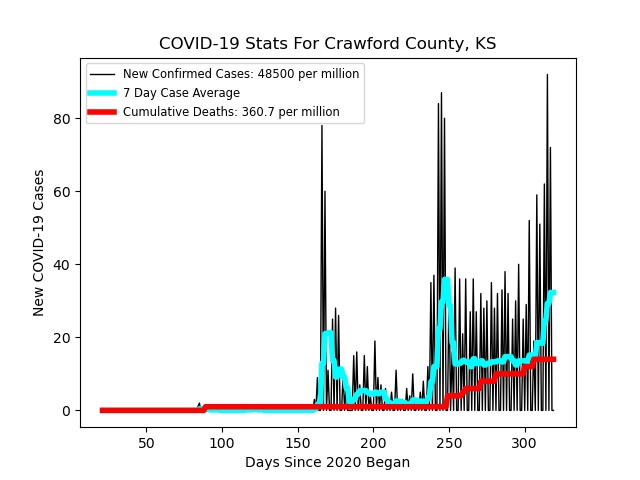 COVID-19 Stats For Crawford County, KS
New Confirmed Cases: 48500 per million
7 Day Case Average
Cumulative Deaths: 360.7 per million
New COVID-19 Cases
80
60
40
20
0
50 100 150 200 250 300
Days Since 2020 Began